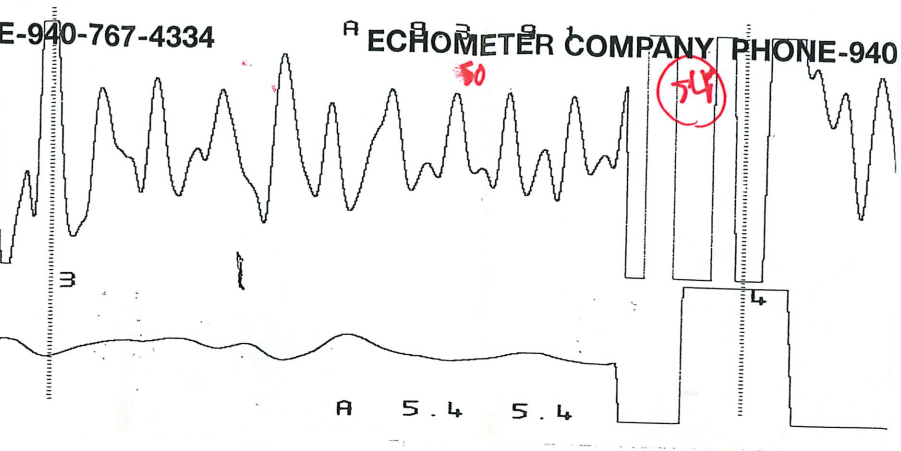 E-940-767-4334
A 8 3 9 1
ECHOMETER COMPANY PHONE-940
50
54
3
4
A 5.4 5.4